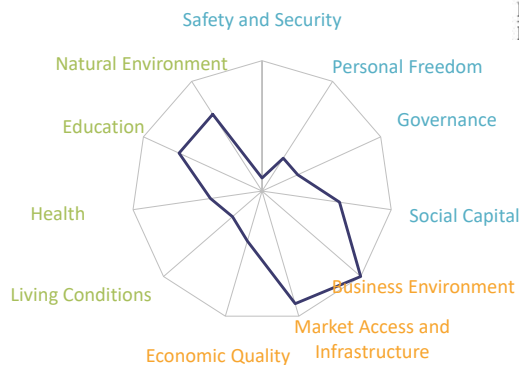 Safety and Security
Natural Environment
Personal Freedom
Education
Governance
Health
Social Capital
Living Conditions
Business Environment
Market Access and
Infrastructure
Economic Quality